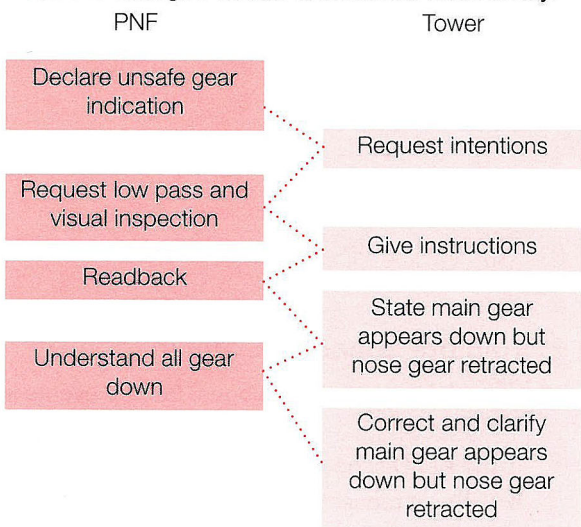 PNF
Tower
Declare unsafe gear
indication
Request intentions
Request low pass and
visual inspection
Give instructions
Readback
State main gear
appears down but
nose gear retracted
Understand all gear
down
Correct and clarify
main gear appears
down but nose gear
retracted